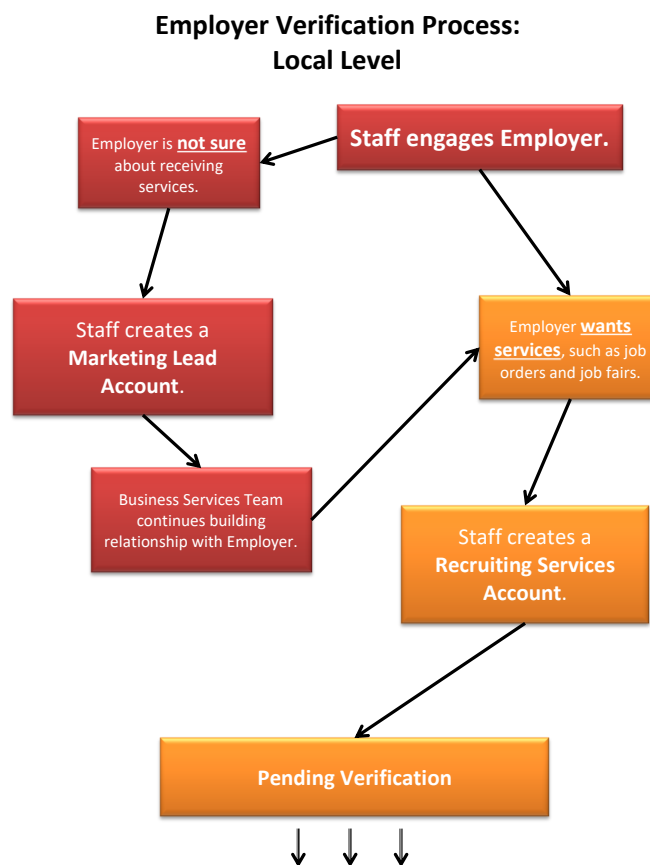 Employer Verification Process:
Local Level
Staff engages Employer.
Employer is not sure
about receiving
services.
Staff creates a
Marketing Lead
Account.
Employer wants
services, such as job
orders and job fairs.
Business Services Team
continues building
relationship with Employer.
Staff creates a
Recruiting Services
Account.
Pending Verification